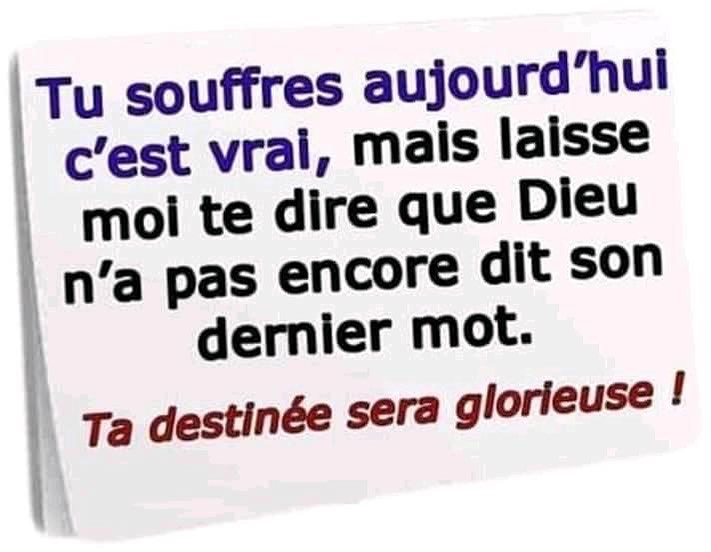 Tu souffres aujourd'hui
c'est vrai, mais laisse
moi te dire que Dieu
n'a pas encore dit son
dernier mot.
Ta destinée sera glorieuse !